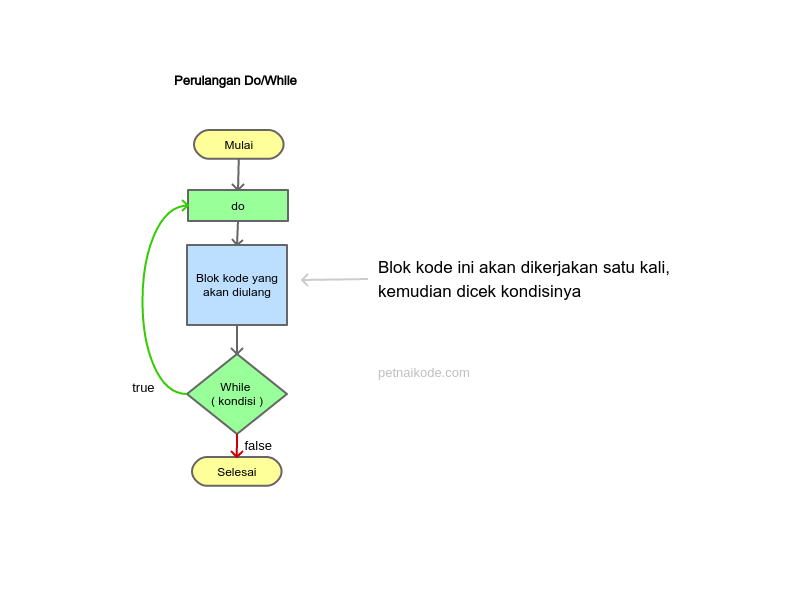 Perulangan Do/While
Mulai
do
Blok kode yang
akan diulang
Blok kode ini akan dikerjakan satu kali,
kemudian dicek kondisinya
petnaikode.com
true
While
( kondisi )
false
Selesai